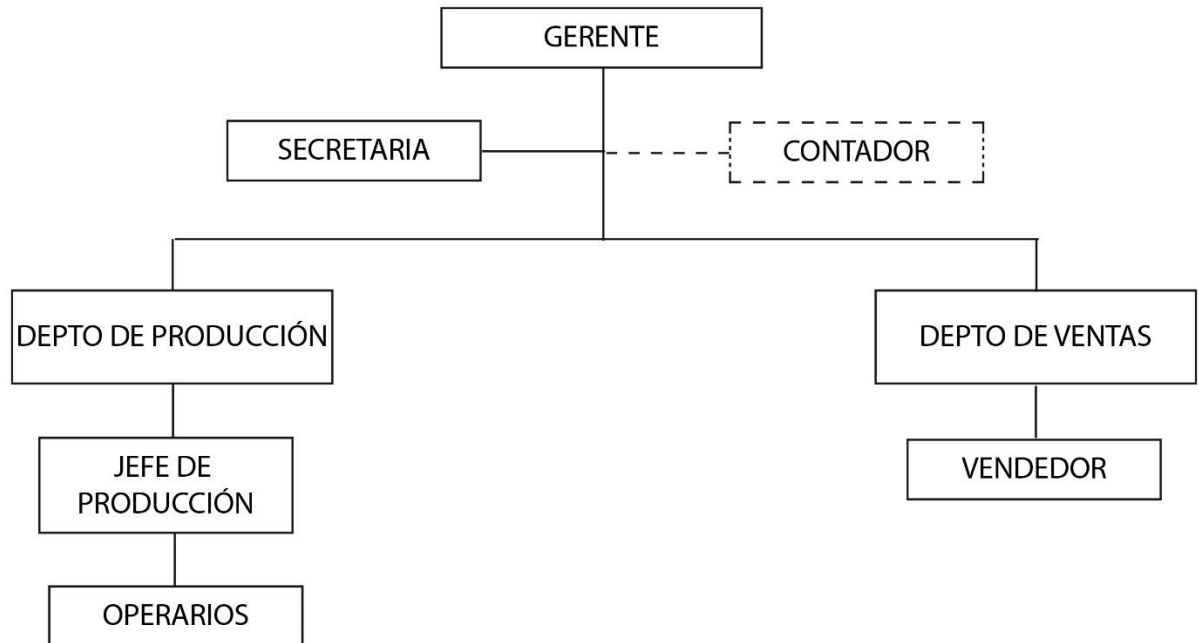 GERENTE
SECRETARIA
CONTADOR
DEPTO DE PRODUCCIÓN
DEPTO DE VENTAS
JEFE DE
PRODUCCIÓN
VENDEDOR
OPERARIOS